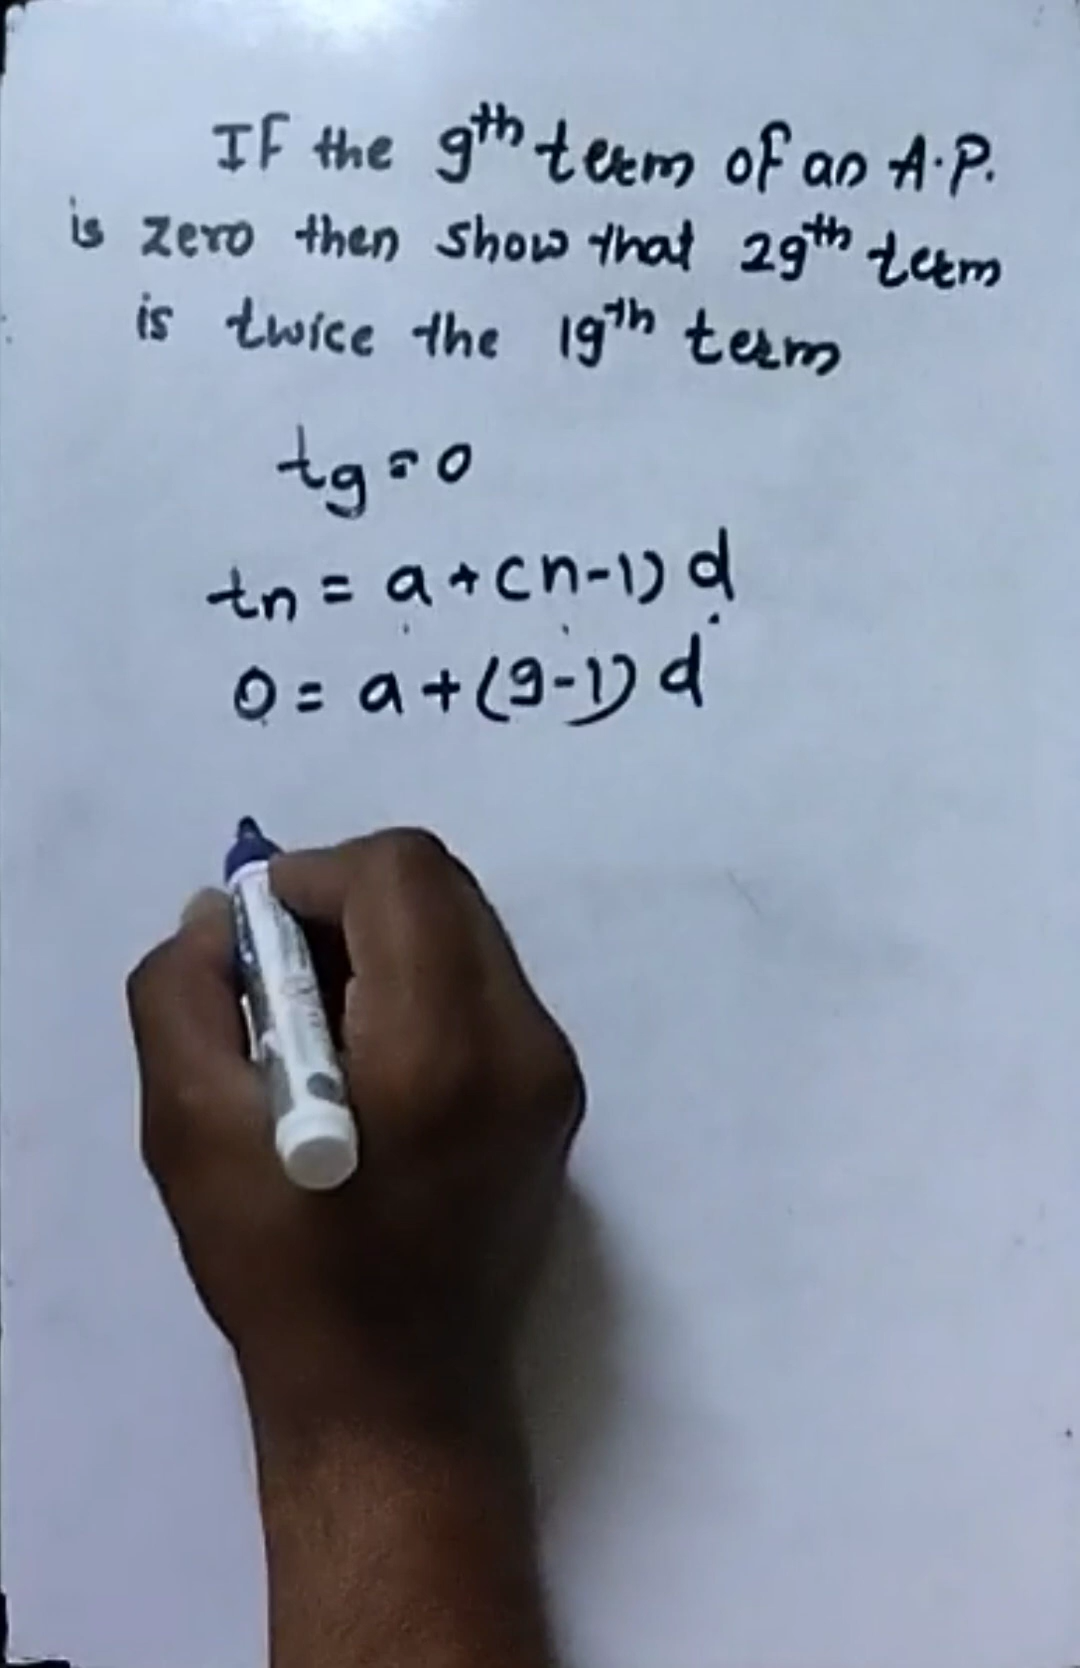 If the 9th term of an A.P.
is zero then show that 29th term
is twice the 19th term
t9 = 0
tn = a + (n-1) d
0 = a + (9-1) d